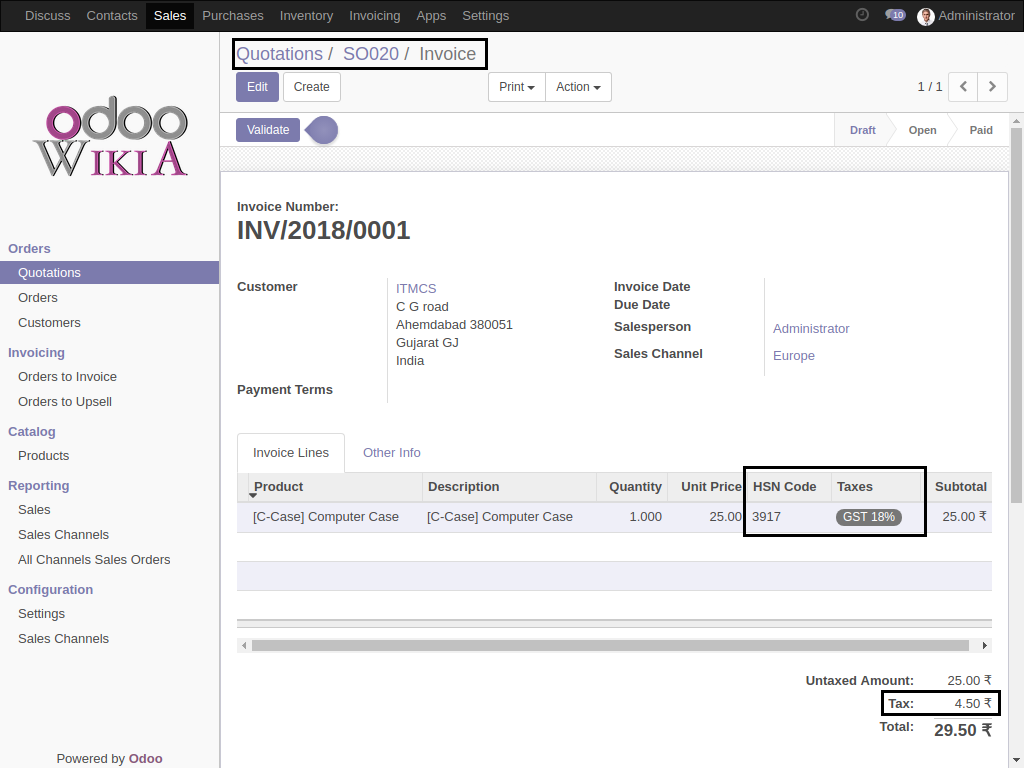 Discuss Contacts Sales Purchases Inventory Invoicing Apps Settings 10 Administrator
odoo
WIKIA
Orders
Quotations
Orders
Customers
Invoicing
Orders to Invoice
Orders to Upsell
Catalog
Products
Reporting
Sales
Sales Channels
All Channels Sales Orders
Configuration
Settings
Sales Channels
Powered by Odoo
Quotations / SO020 / Invoice
Edit Create Print Action 1 / 1
Validate Draft Open Paid
Invoice Number:
INV/2018/0001
Customer
ITMCS
C G road
Ahemdabad 380051
Gujarat GJ
India
Payment Terms
Invoice Date
Due Date
Salesperson Administrator
Sales Channel Europe
Invoice Lines Other Info
Product Description Quantity Unit Price HSN Code Taxes Subtotal
[C-Case] Computer Case [C-Case] Computer Case 1.000 25.00 3917 GST 18% 25.00 ₹
Untaxed Amount: 25.00 ₹
Tax: 4.50 ₹
Total: 29.50 ₹